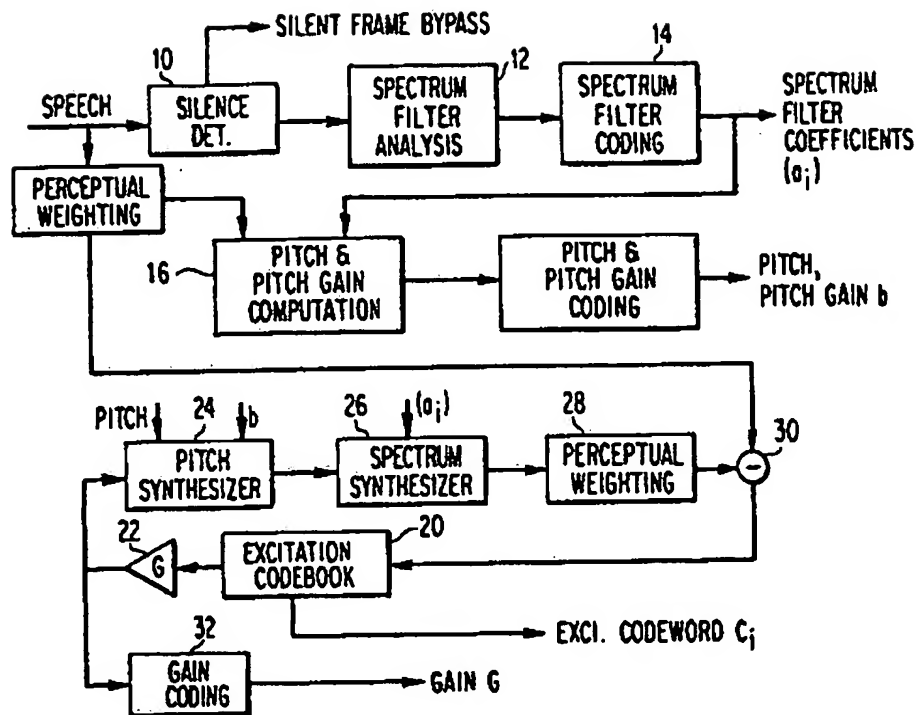 SILENT FRAME BYPASS
10
12
14
SPEECH
SILENCE
DET.
SPECTRUM
FILTER
ANALYSIS
SPECTRUM
FILTER
CODING
SPECTRUM
FILTER
COEFFICIENTS
(a_i)
PERCEPTUAL
WEIGHTING
16
PITCH &
PITCH GAIN
COMPUTATION
PITCH &
PITCH GAIN
CODING
PITCH,
PITCH GAIN b
PITCH
24
b
26
(a_i)
28
30
PITCH
SYNTHESIZER
SPECTRUM
SYNTHESIZER
PERCEPTUAL
WEIGHTING
−
22
G
20
EXCITATION
CODEBOOK
EXCI. CODEWORD C_i
32
GAIN
CODING
GAIN G